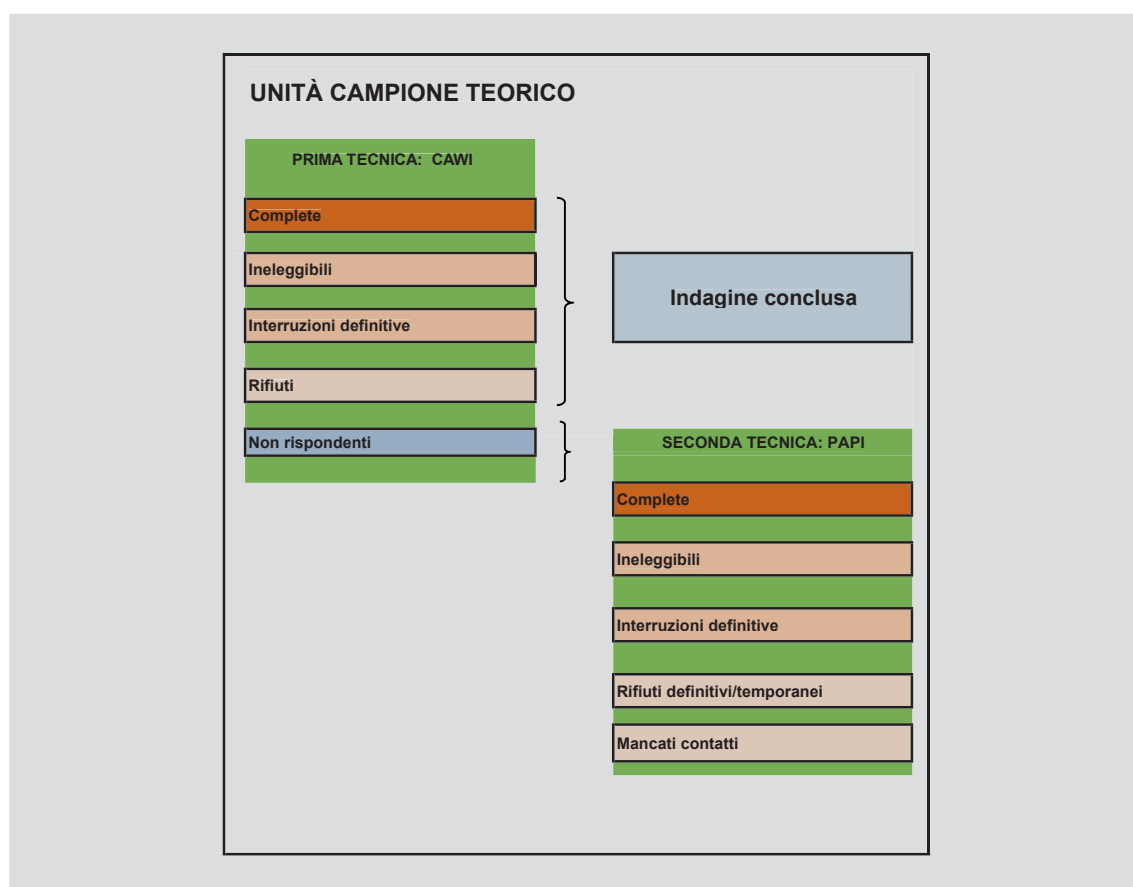 UNITÀ CAMPIONE TEORICO
PRIMA TECNICA: CAWI
Complete
Ineleggibili
Interruzioni definitive
Rifiuti
Non rispondenti
Indagine conclusa
SECONDA TECNICA: PAPI
Complete
Ineleggibili
Interruzioni definitive
Rifiuti definitivi/temporanei
Mancati contatti